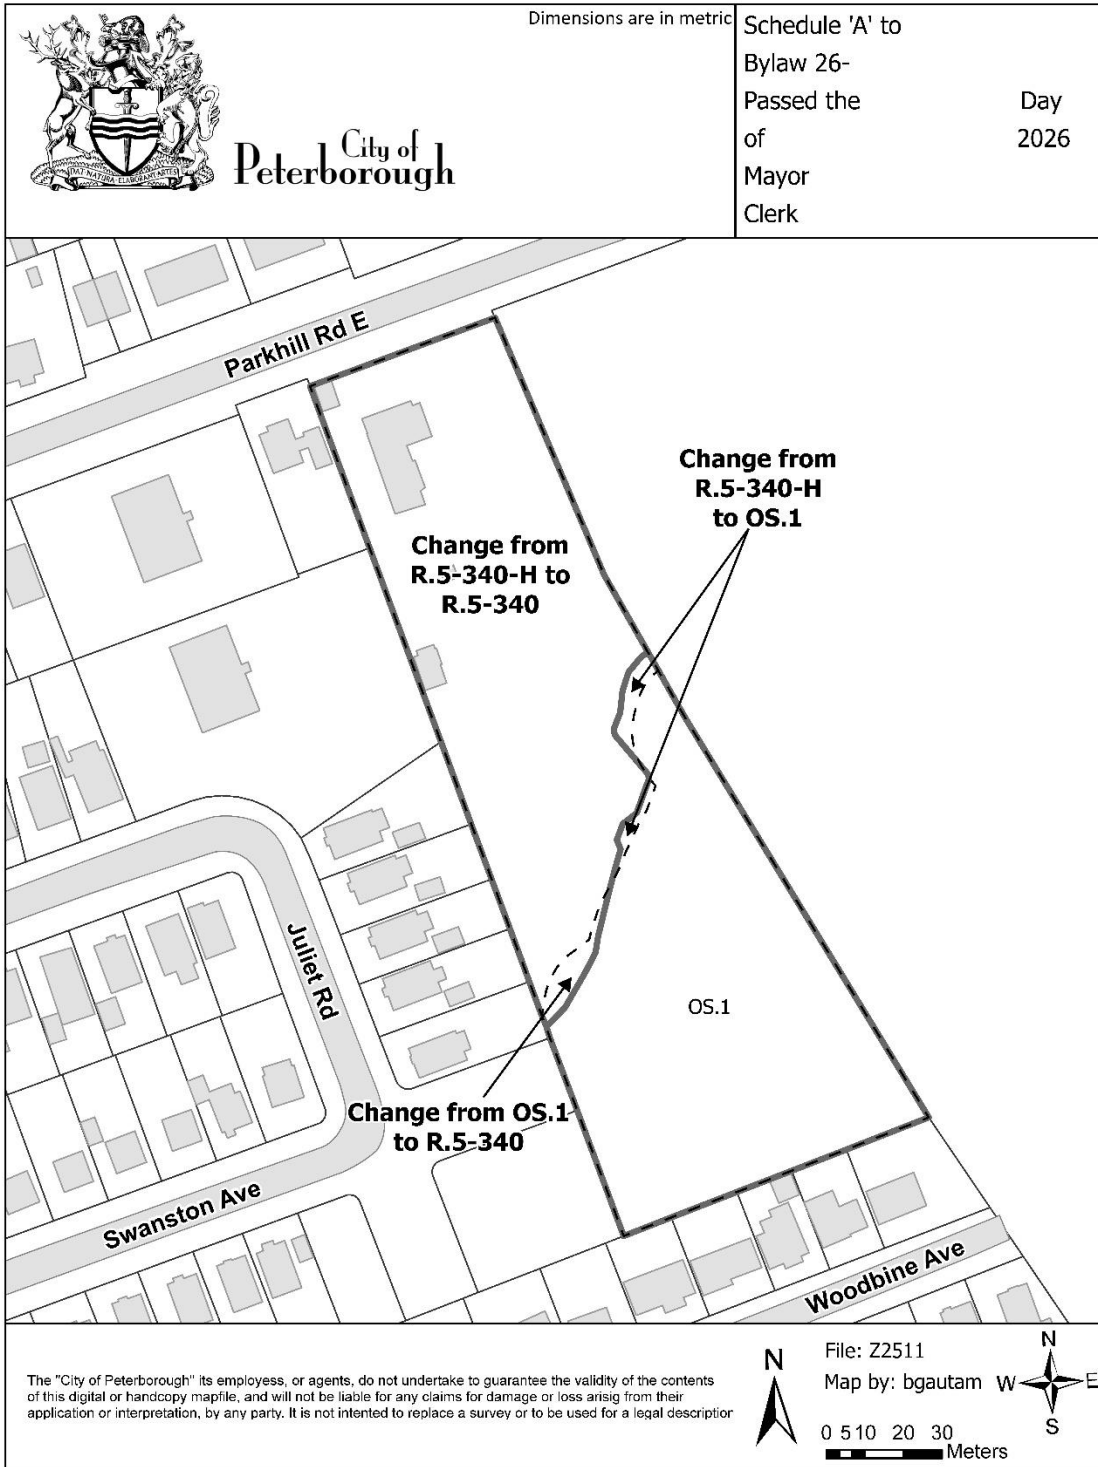 Dimensions are in metric
Schedule 'A' to
Bylaw 26-
Passed the Day
of 2026
Mayor
Clerk
DAT NATURA ELABORANT ARTES
City of
Peterborough
Parkhill Rd E
Change from
R.5-340-H
to OS.1
Change from
R.5-340-H to
R.5-340
Juliet Rd
OS.1
Change from OS.1
to R.5-340
Swanston Ave
Woodbine Ave
The "City of Peterborough" its employess, or agents, do not undertake to guarantee the validity of the contents
of this digital or handcopy mapfile, and will not be liable for any claims for damage or loss arisig from their
application or interpretation, by any party. It is not intended to replace a survey or to be used for a legal description
N
File: Z2511
Map by: bgautam
N
W E
S
0 5 10 20 30
Meters